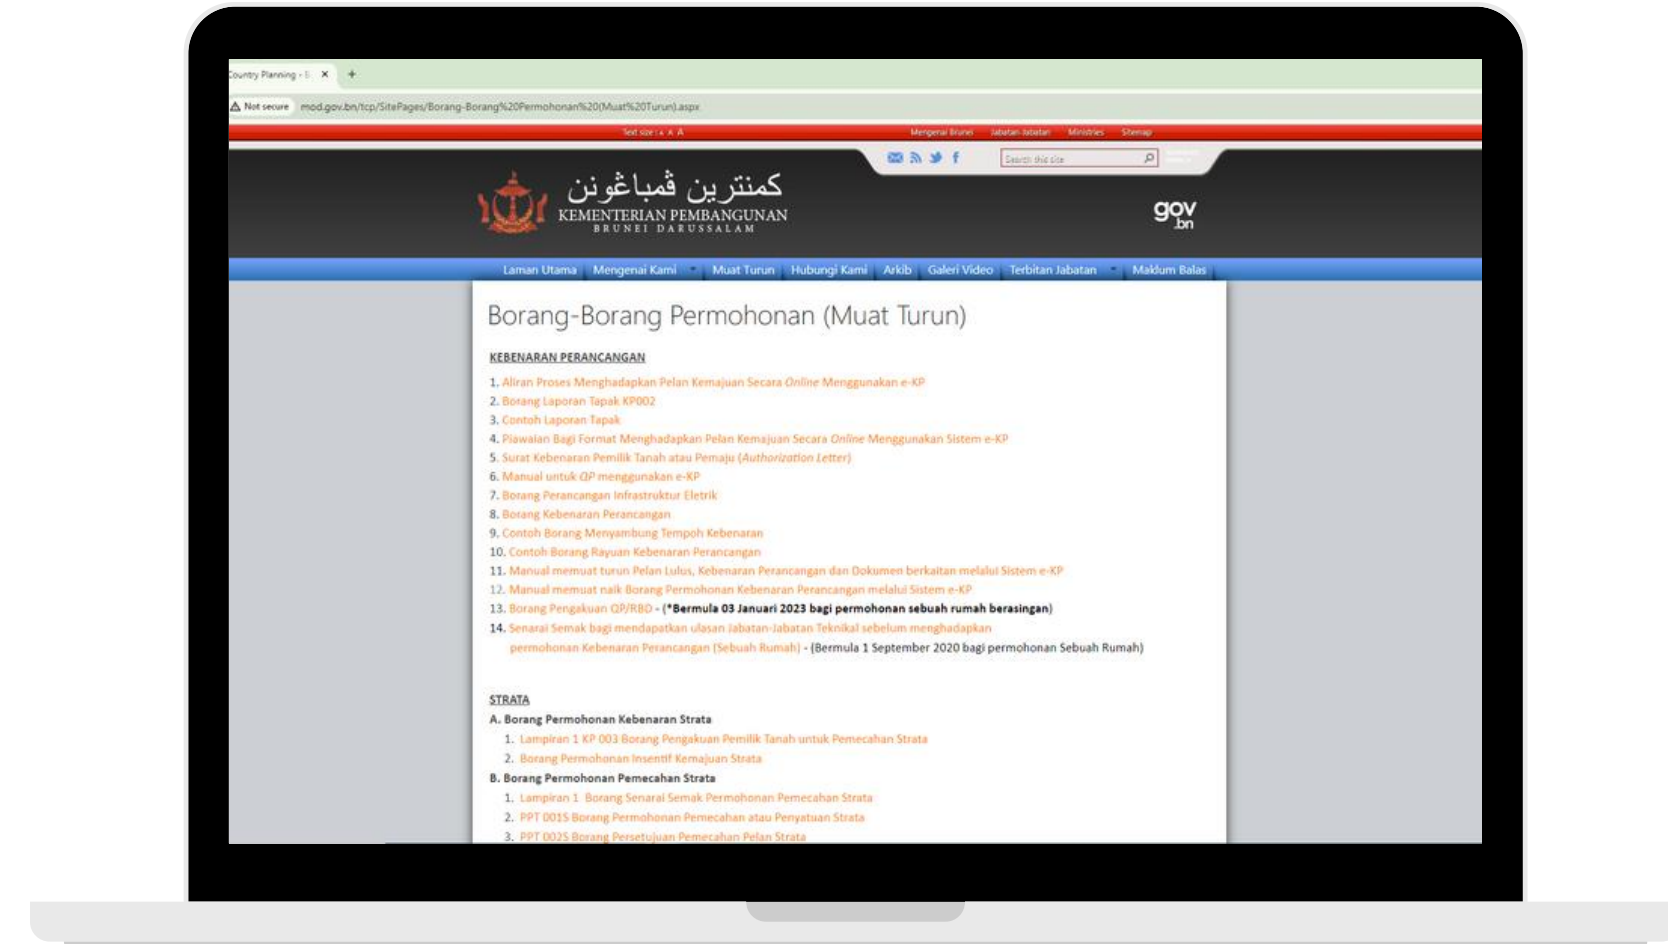 Country Planning - B
Not secure mod.gov.bn/tcp/SitePages/Borang-Borang%20Permohonan%20(Muat%20Turun).aspx
Text size: A A A
Mengenai Brunei Jabatan-Jabatan Ministries Sitemap
Search this site
كمنترين ڤمباڠونن
KEMENTERIAN PEMBANGUNAN
BRUNEI DARUSSALAM
gov
.bn
Laman Utama Mengenai Kami Muat Turun Hubungi Kami Arkib Galeri Video Terbitan Jabatan Maklum Balas
Borang-Borang Permohonan (Muat Turun)
KEBENARAN PERANCANGAN
1. Aliran Proses Menghadapkan Pelan Kemajuan Secara Online Menggunakan e-KP
2. Borang Laporan Tapak KP002
3. Contoh Laporan Tapak
4. Piawaian Bagi Format Menghadapkan Pelan Kemajuan Secara Online Menggunakan Sistem e-KP
5. Surat Kebenaran Pemilik Tanah atau Pemaju (Authorization Letter)
6. Manual untuk QP menggunakan e-KP
7. Borang Perancangan Infrastruktur Eletrik
8. Borang Kebenaran Perancangan
9. Contoh Borang Menyambung Tempoh Kebenaran
10. Contoh Borang Rayuan Kebenaran Perancangan
11. Manual memuat turun Pelan Lulus, Kebenaran Perancangan dan Dokumen berkaitan melalui Sistem e-KP
12. Manual memuat naik Borang Permohonan Kebenaran Perancangan melalui Sistem e-KP
13. Borang Pengakuan QP/RBD - (*Bermula 03 Januari 2023 bagi permohonan sebuah rumah berasingan)
14. Senarai Semak bagi mendapatkan ulasan Jabatan-Jabatan Teknikal sebelum menghadapkan
permohonan Kebenaran Perancangan (Sebuah Rumah) - (Bermula 1 September 2020 bagi permohonan Sebuah Rumah)
STRATA
A. Borang Permohonan Kebenaran Strata
1. Lampiran 1 KP 003 Borang Pengakuan Pemilik Tanah untuk Pemecahan Strata
2. Borang Permohonan Insentif Kemajuan Strata
B. Borang Permohonan Pemecahan Strata
1. Lampiran 1 Borang Senarai Semak Permohonan Pemecahan Strata
2. PPT 001S Borang Permohonan Pemecahan atau Penyatuan Strata
3. PPT 002S Borang Persetujuan Pemecahan Pelan Strata